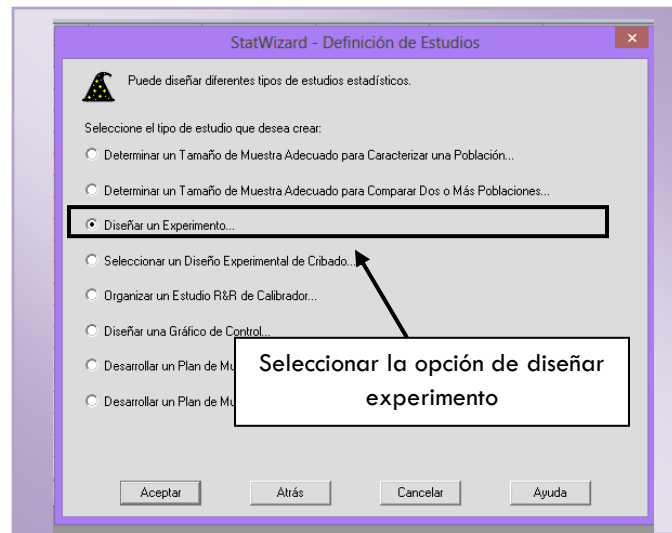 StatWizard - Definición de Estudios
Puede diseñar diferentes tipos de estudios estadísticos.
Seleccione el tipo de estudio que desea crear:
Determinar un Tamaño de Muestra Adecuado para Caracterizar una Población...
Determinar un Tamaño de Muestra Adecuado para Comparar Dos o Más Poblaciones...
Diseñar un Experimento...
Seleccionar un Diseño Experimental de Cribado...
Organizar un Estudio R&R de Calibrador...
Diseñar una Gráfico de Control...
Desarrollar un Plan de
Desarrollar un Plan de
Seleccionar la opción de diseñar
experimento
Aceptar Atrás Cancelar Ayuda